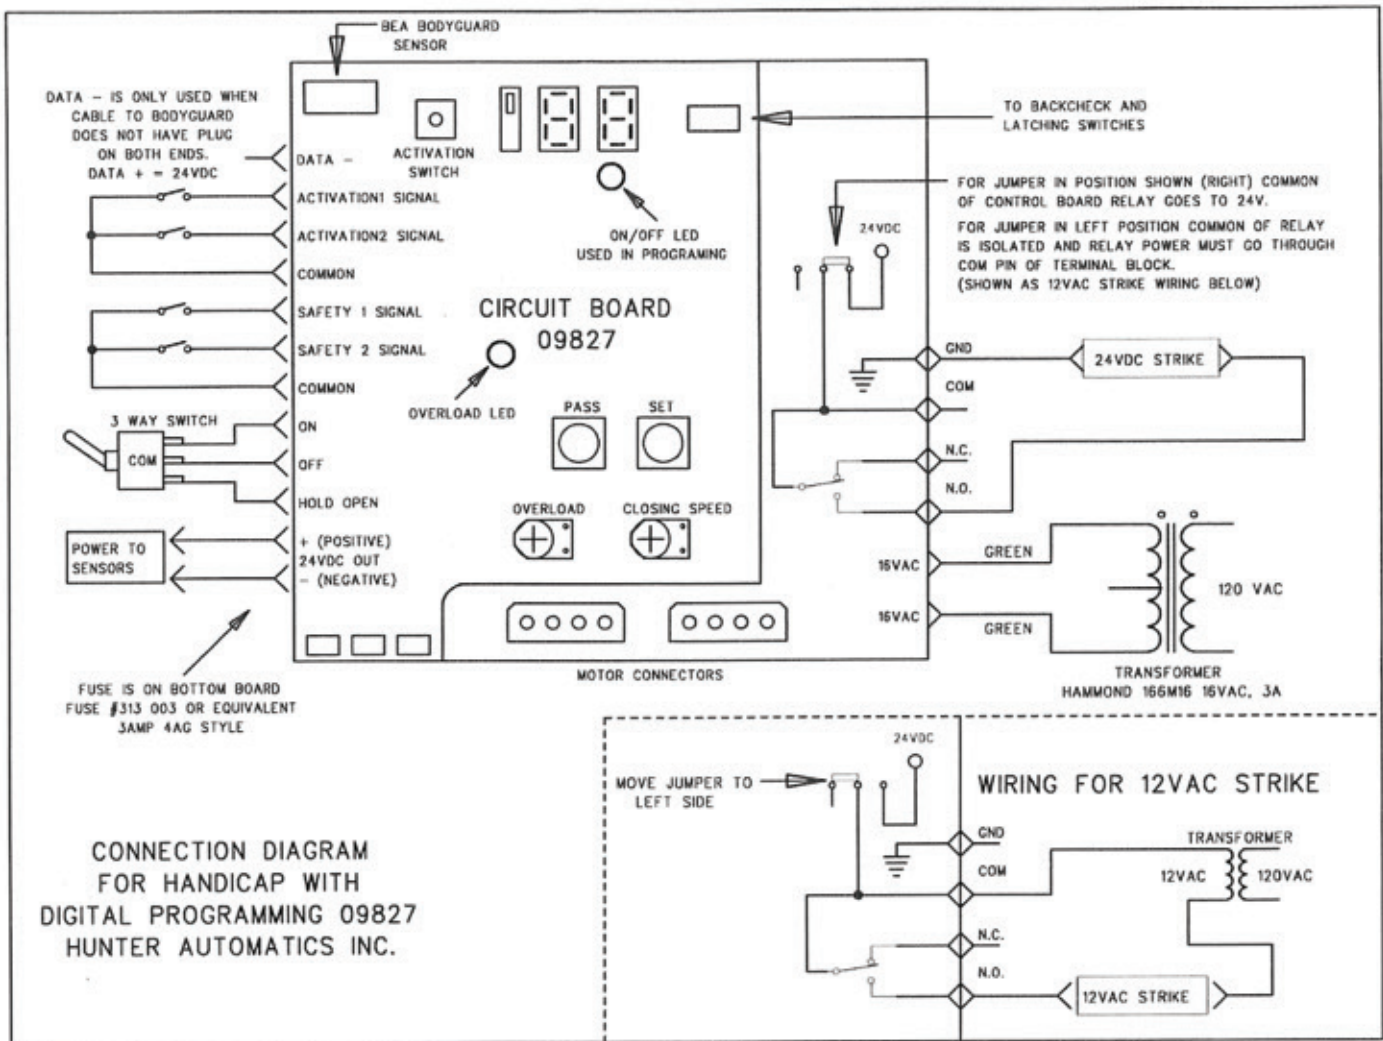 BEA BODYGUARD
SENSOR
DATA - IS ONLY USED WHEN
CABLE TO BODYGUARD
DOES NOT HAVE PLUG
ON BOTH ENDS.
DATA + = 24VDC
DATA -
ACTIVATION
SWITCH
TO BACKCHECK AND
LATCHING SWITCHES
ACTIVATION1 SIGNAL
ACTIVATION2 SIGNAL
COMMON
ON/OFF LED
USED IN PROGRAMING
FOR JUMPER IN POSITION SHOWN (RIGHT) COMMON
OF CONTROL BOARD RELAY GOES TO 24V.
FOR JUMPER IN LEFT POSITION COMMON OF RELAY
IS ISOLATED AND RELAY POWER MUST GO THROUGH
COM PIN OF TERMINAL BLOCK.
(SHOWN AS 12VAC STRIKE WIRING BELOW)
24VDC
SAFETY 1 SIGNAL
SAFETY 2 SIGNAL
COMMON
CIRCUIT BOARD
09827
OVERLOAD LED
GND
24VDC STRIKE
COM
N.C.
N.O.
3 WAY SWITCH
COM
ON
OFF
HOLD OPEN
PASS
SET
OVERLOAD
CLOSING SPEED
POWER TO
SENSORS
+ (POSITIVE)
24VDC OUT
- (NEGATIVE)
16VAC
GREEN
16VAC
GREEN
120 VAC
TRANSFORMER
HAMMOND 166M16 16VAC, 3A
MOTOR CONNECTORS
FUSE IS ON BOTTOM BOARD
FUSE #313 003 OR EQUIVALENT
3AMP 4AG STYLE
24VDC
MOVE JUMPER TO
LEFT SIDE
WIRING FOR 12VAC STRIKE
GND
COM
N.C.
N.O.
TRANSFORMER
12VAC
120VAC
12VAC STRIKE
CONNECTION DIAGRAM
FOR HANDICAP WITH
DIGITAL PROGRAMMING 09827
HUNTER AUTOMATICS INC.